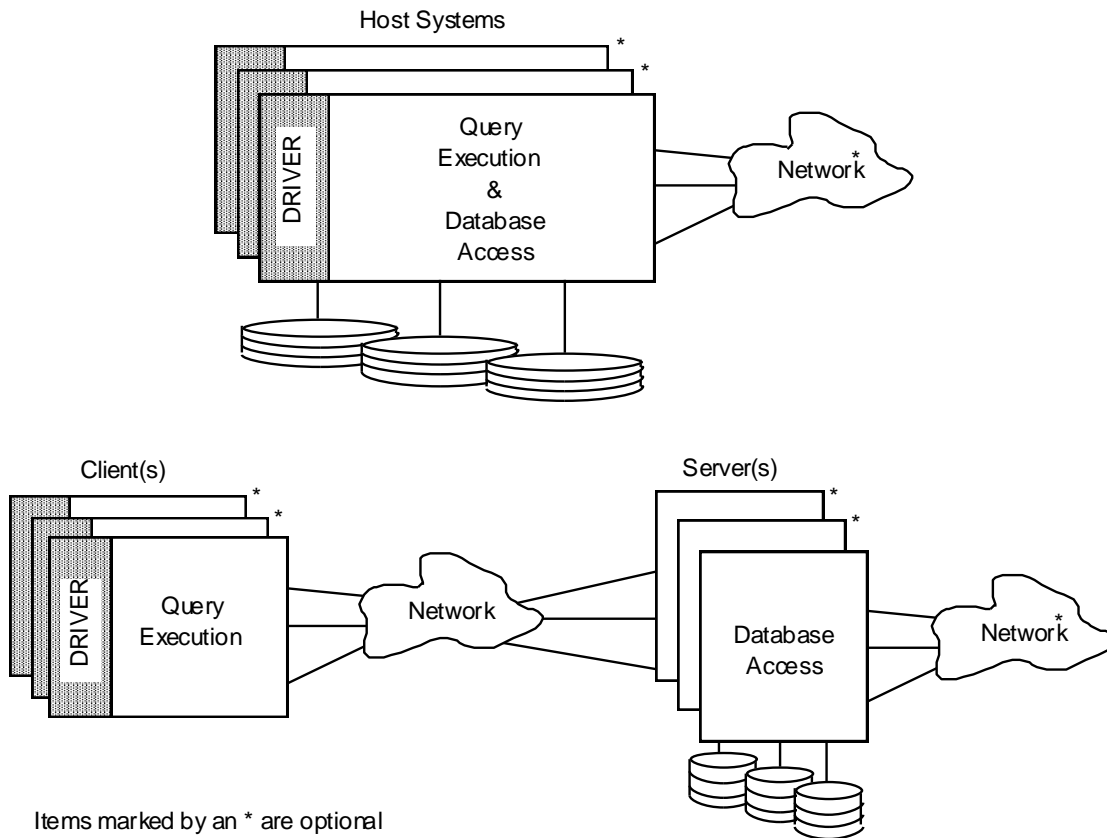 Host Systems
*
*
DRIVER
Query
Execution
&
Database
Access
Network*
Client(s)
*
*
DRIVER
Query
Execution
Network
Server(s)
*
*
Database
Access
Network*
Items marked by an * are optional